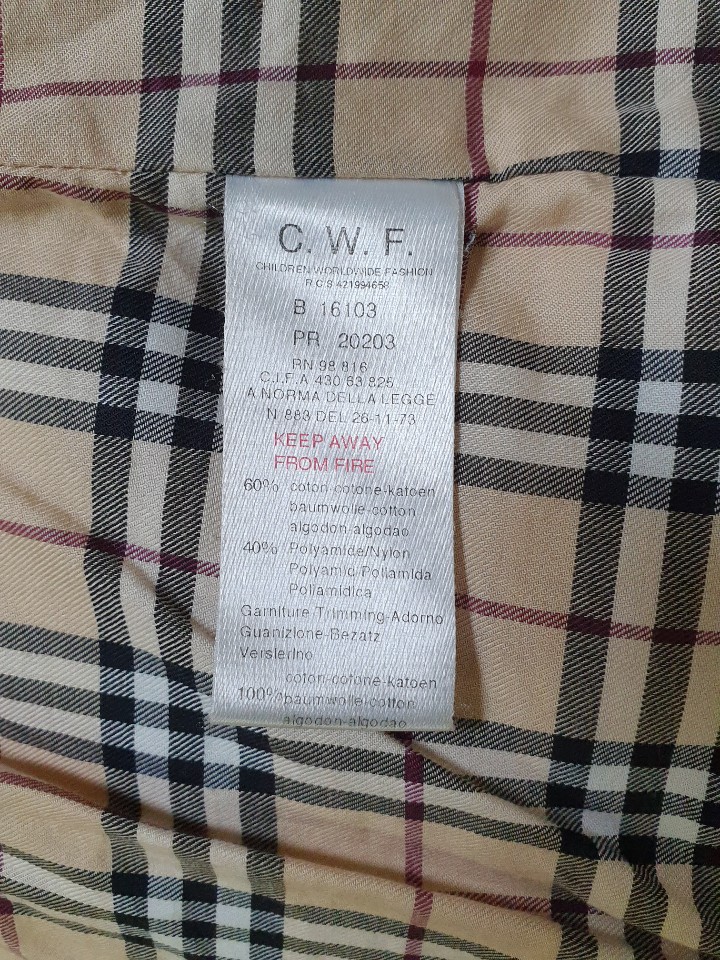 C. W. F.
CHILDREN WORLDWIDE FASHION
R C S 421994658
B 16103
PR 20203
RN 98 816
C.I.F.A 430 63 825
A NORMA DELLA LEGGE
N 883 DEL 26-11-73
KEEP AWAY
FROM FIRE
60% coton-cotone-katoen
baumwolle-cotton
algodon-algodao
40% Polyamide/Nylon
Polyamid-Poliamida
Poliamidica
Garniture-Trimming-Adorno
Guanizione-Bezatz
Versierino
coton-cotone-katoen
100% baumwolle-cotton
algodon-algodao